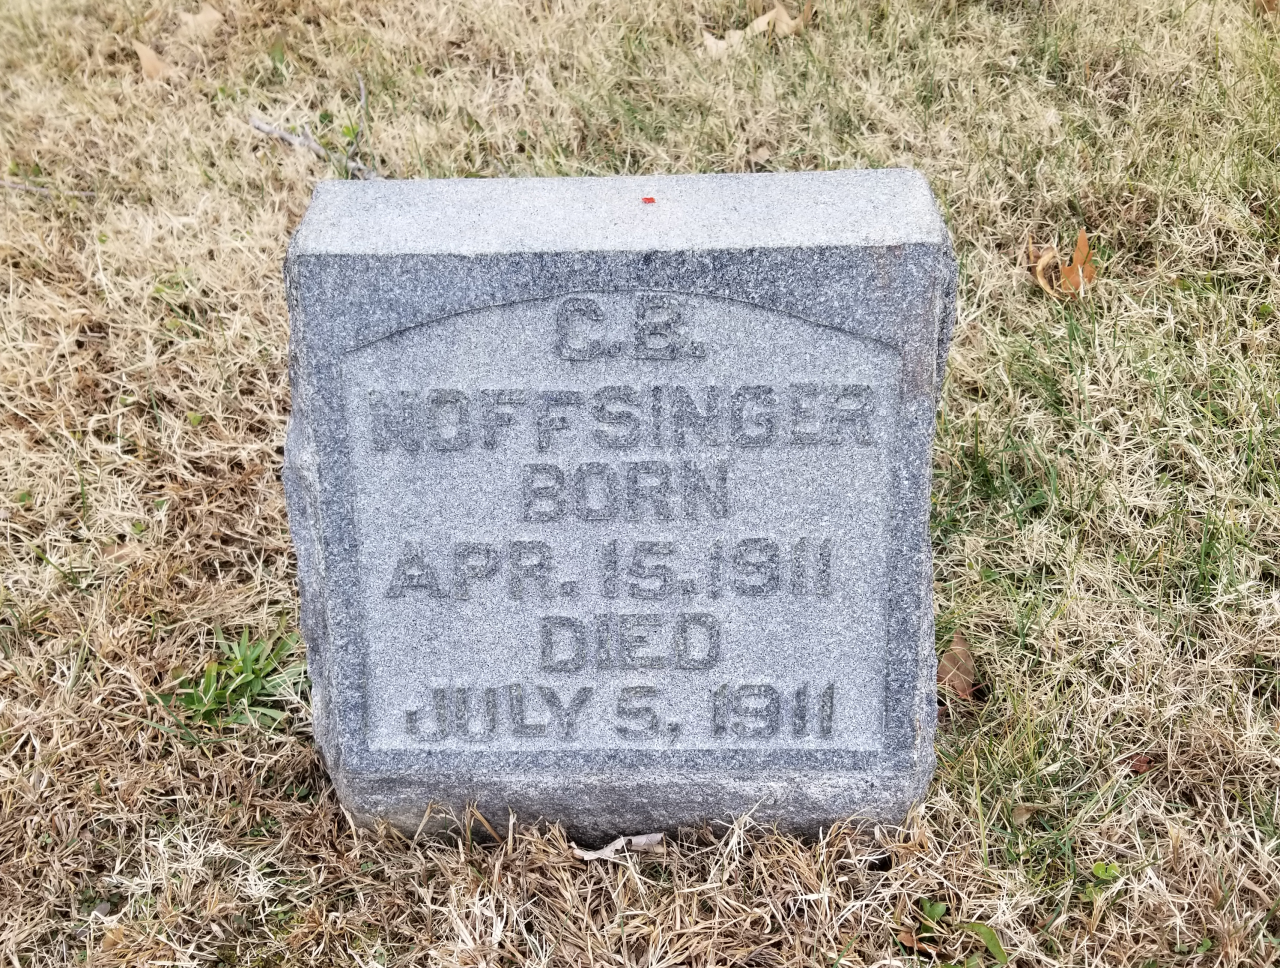 C.B.
NOFFSINGER
BORN
APR. 15. 1911
DIED
JULY 5, 1911